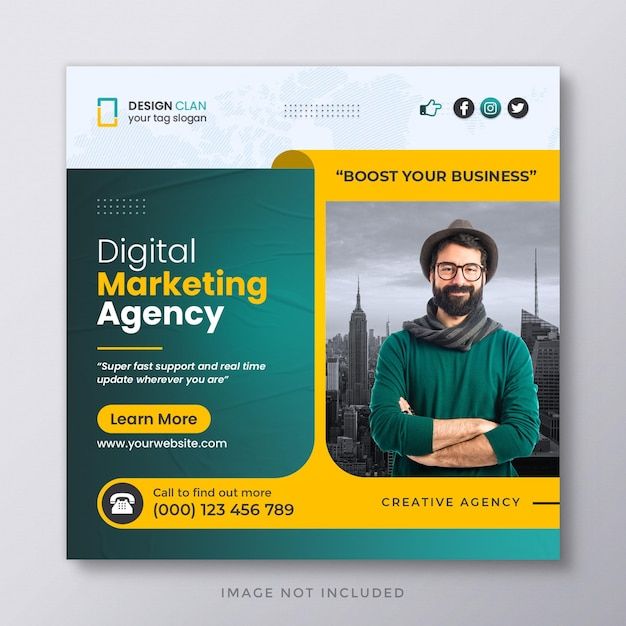 DESIGN CLAN
your tag slogan
“BOOST YOUR BUSINESS”
Digital
Marketing
Agency
“Super fast support and real time
update wherever you are”
Learn More
www.yourwebsite.com
Call to find out more
(000) 123 456 789
CREATIVE AGENCY
IMAGE NOT INCLUDED